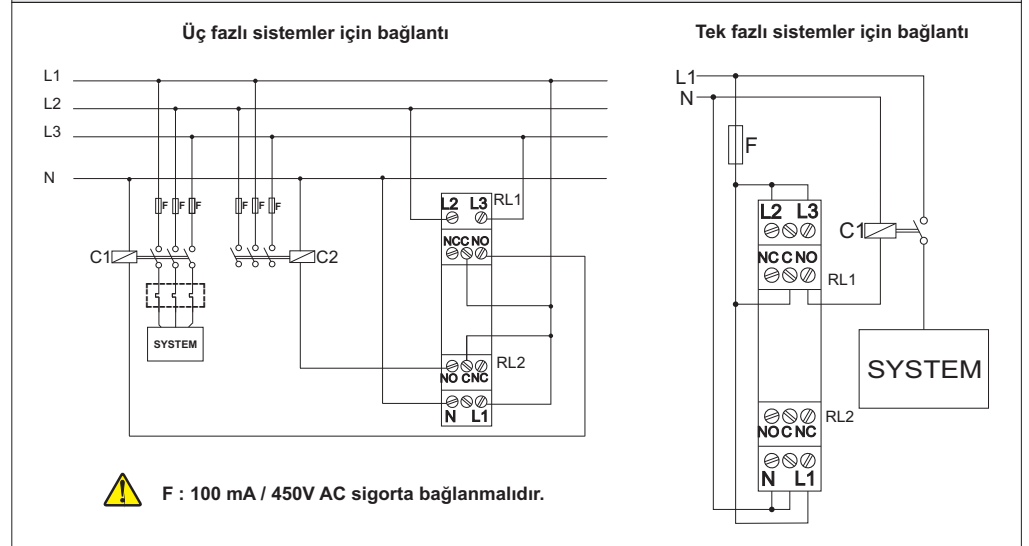 Üç fazlı sistemler için bağlantı
L1
L2
L3
N
F F F
F F F
C1
C2
SYSTEM
L2 L3
RL1
NC C NO
RL2
NO C NC
N L1
F : 100 mA / 450V AC sigorta bağlanmalıdır.
Tek fazlı sistemler için bağlantı
L1
N
F
L2 L3
C1
NC C NO
RL1
SYSTEM
RL2
NO C NC
N L1